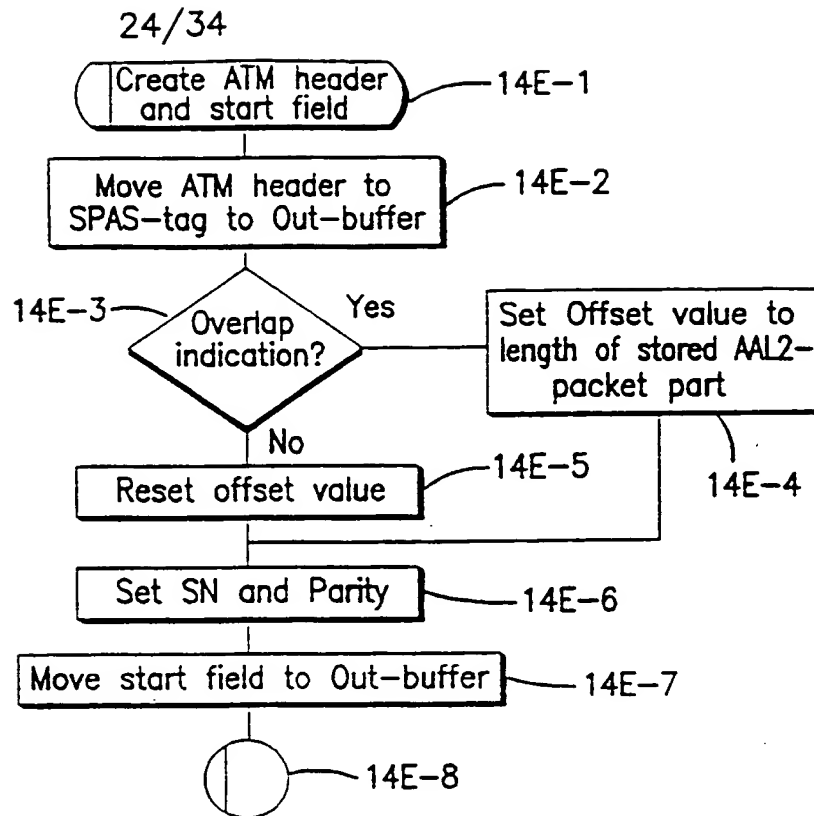 24/34
Create ATM header
and start field
14E-1
Move ATM header to
SPAS-tag to Out-buffer
14E-2
14E-3
Overlap
indication?
Yes
Set Offset value to
length of stored AAL2-
packet part
14E-4
No
Reset offset value
14E-5
Set SN and Parity
14E-6
Move start field to Out-buffer
14E-7
14E-8